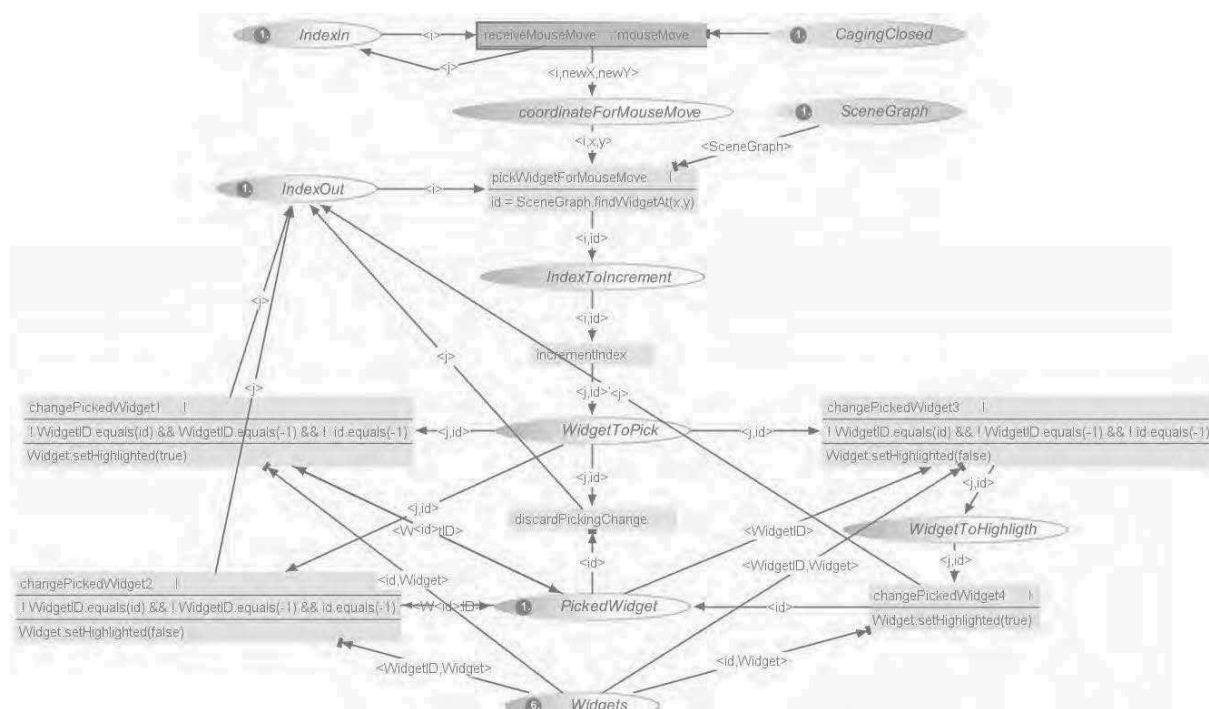 1. IndexIn <i> receiveMouseMove ::mouseMove 1. CagingClosed
<j>
<i,newX,newY>
coordinateForMouseMove 1. SceneGraph
<i,x,y>
<SceneGraph>
pickWidgetForMouseMove I
1. IndexOut <i>
id = SceneGraph.findWidgetAt(x,y)
<i,id>
IndexToIncrement
<i>
<i,id>
<j>
incrementIndex
<j>
<j,id>
<j>
changePickedWidget1 I
changePickedWidget3 I
! WidgetID.equals(id) && WidgetID.equals(-1) && ! id.equals(-1)
<j,id>
WidgetToPick
<j,id>
! WidgetID.equals(id) && ! WidgetID.equals(-1) && ! id.equals(-1)
Widget.setHighlighted(true)
Widget.setHighlighted(false)
<j,id>
<j,id>
<j,id>
discardPickingChange
<WidgetID>
WidgetToHighligth
<W<id>tID>
<id>
<WidgetID,Widget>
<j,id>
changePickedWidget2 I
<id,Widget>
! WidgetID.equals(id) && ! WidgetID.equals(-1) && id.equals(-1)
<W<id>tID>
1. PickedWidget
<id>
changePickedWidget4 I
Widget.setHighlighted(false)
Widget.setHighlighted(true)
<WidgetID,Widget>
<id,Widget>
6. Widgets